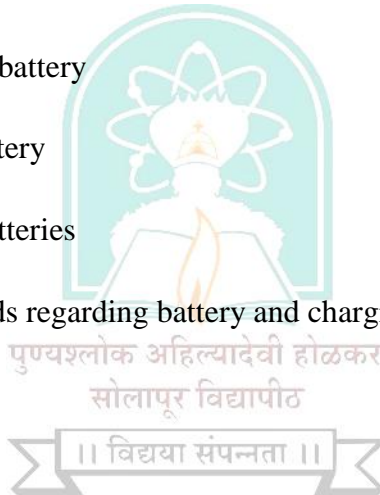 battery
tery
tteries
ds regarding battery and charg
पुण्यश्लोक अहिल्यादेवी होळकर
सोलापूर विद्यापीठ
।। विद्यया संपन्नता ।।